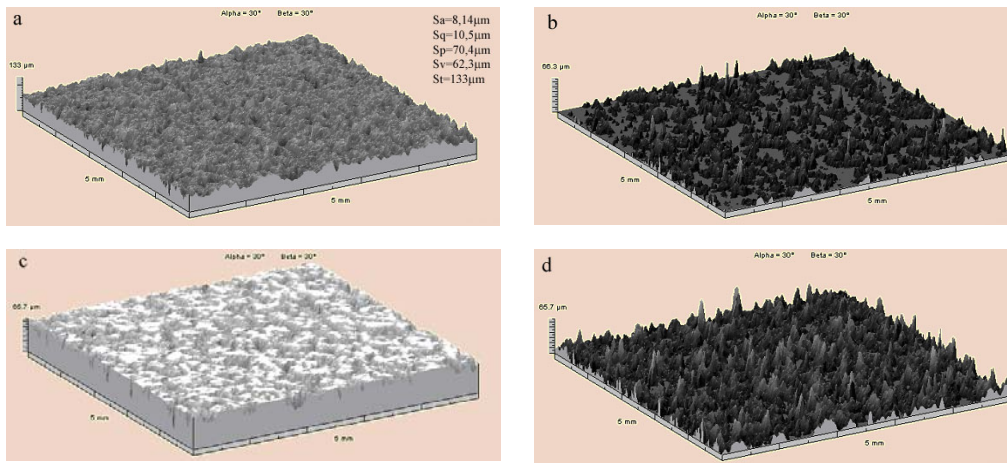 a
Alpha = 30° Beta = 30°
Sa=8,14µm
Sq=10,5µm
Sp=70,4µm
Sv=62,3µm
St=133µm
133 µm
5 mm
5 mm
b
Alpha = 30° Beta = 30°
66.3 µm
5 mm
5 mm
c
Alpha = 30° Beta = 30°
65.7 µm
5 mm
5 mm
d
Alpha = 30° Beta = 30°
65.7 µm
5 mm
5 mm